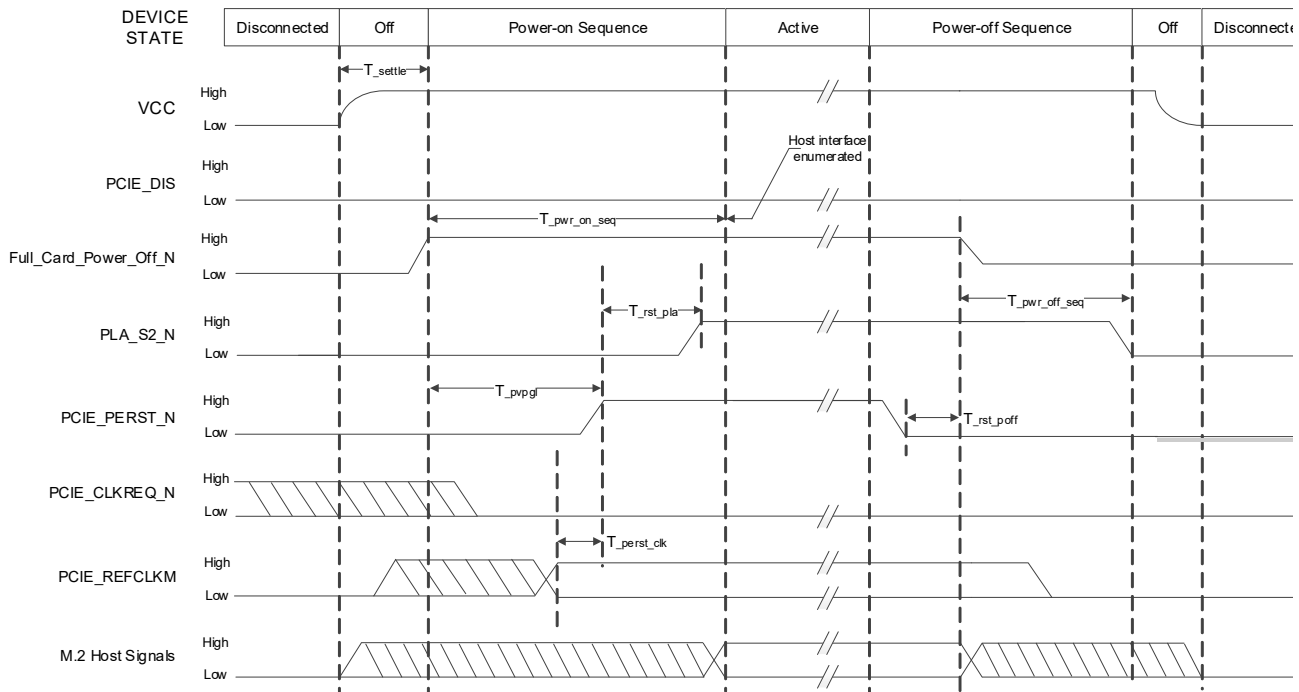 DEVICE
STATE
Disconnected Off Power-on Sequence Active Power-off Sequence Off Disconnecte
T_settle
VCC
High
Low
Host interface
enumerated
PCIE_DIS
High
Low
T_pwr_on_seq
Full_Card_Power_Off_N
High
Low
T_rst_pla
T_pwr_off_seq
PLA_S2_N
High
Low
T_pvpgl
PCIE_PERST_N
High
Low
T_rst_poff
PCIE_CLKREQ_N
High
Low
T_perst_clk
PCIE_REFCLKM
High
Low
M.2 Host Signals
High
Low